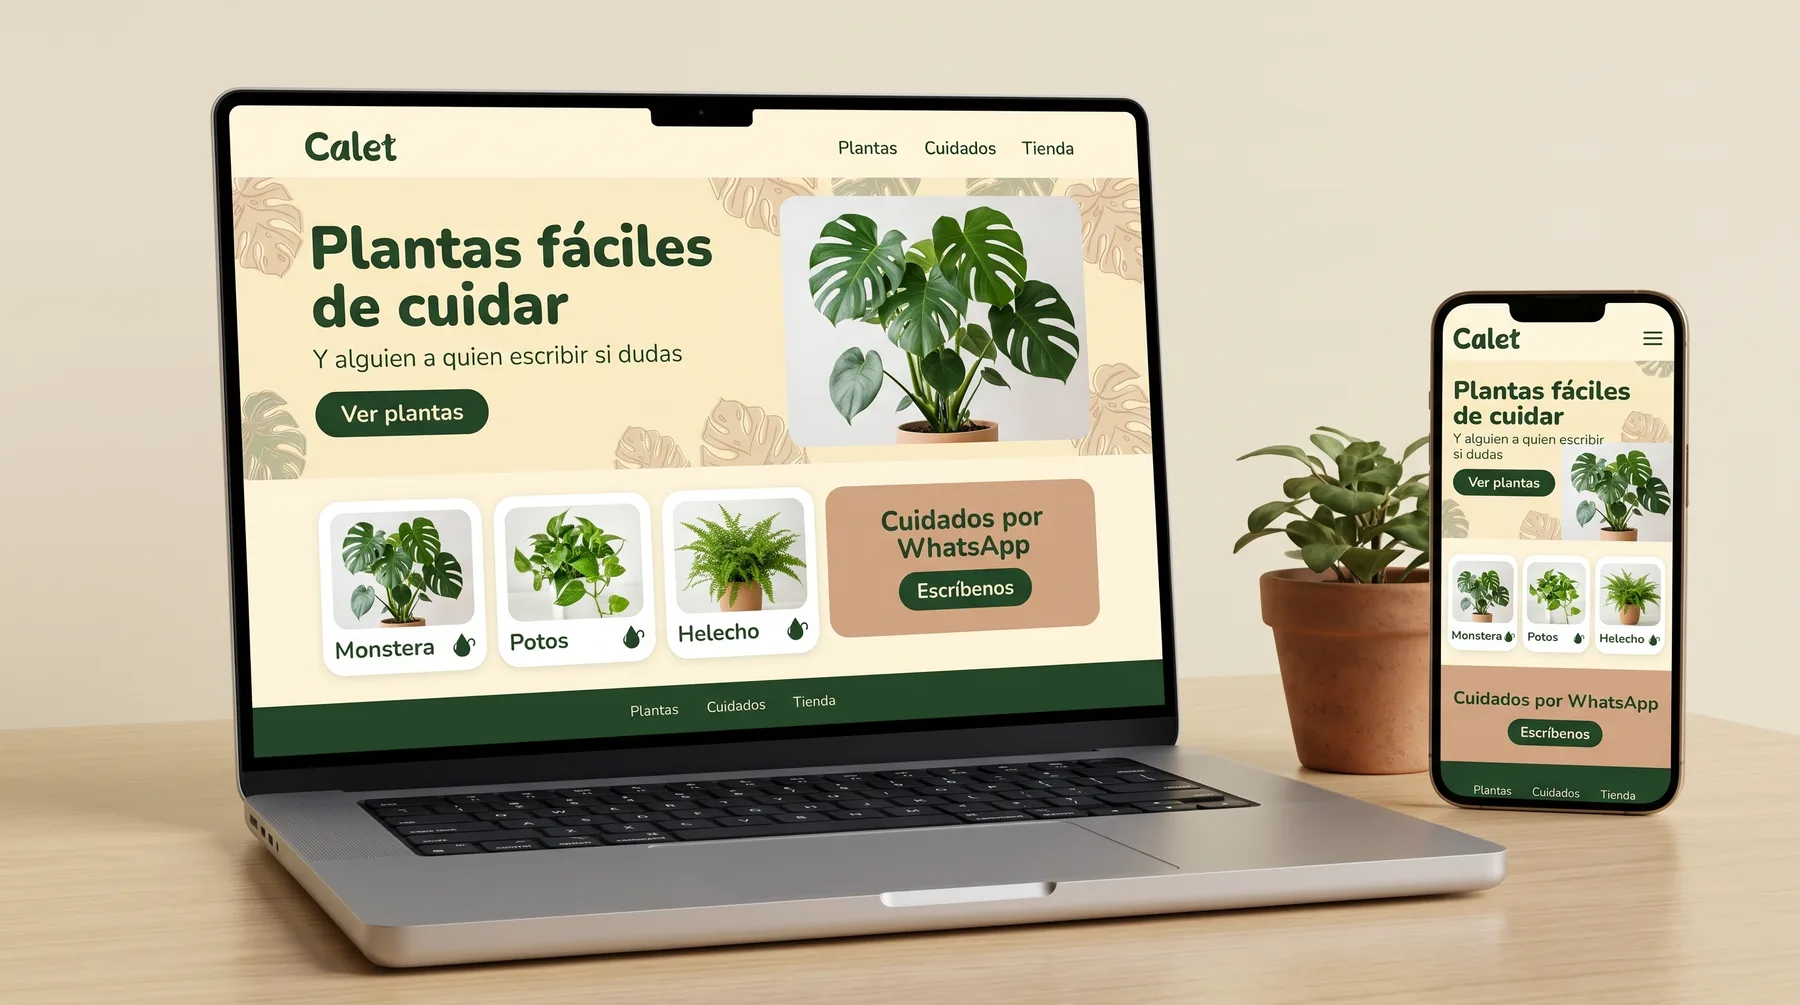 Calet
Plantas Cuidados Tienda
Plantas fáciles
de cuidar
Y alguien a quien escribir si dudas
Ver plantas
Monstera
Potos
Helecho
Cuidados por
WhatsApp
Escríbenos
Plantas Cuidados Tienda
Calet
Plantas fáciles
de cuidar
Y alguien a quien escribir
si dudas
Ver plantas
Monstera
Potos
Helecho
Cuidados por WhatsApp
Escríbenos
Plantas Cuidados Tienda